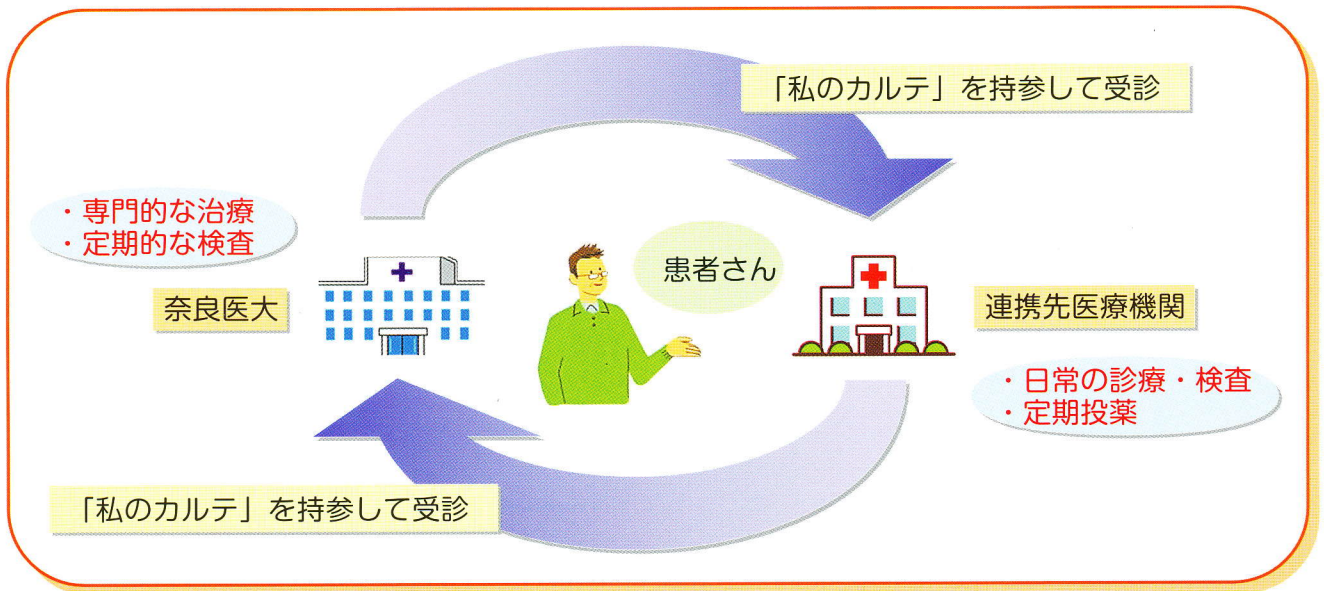 「私のカルテ」を持参して受診
・専門的な治療
・定期的な検査
奈良医大
患者さん
連携先医療機関
・日常の診療・検査
・定期投薬
「私のカルテ」を持参して受診